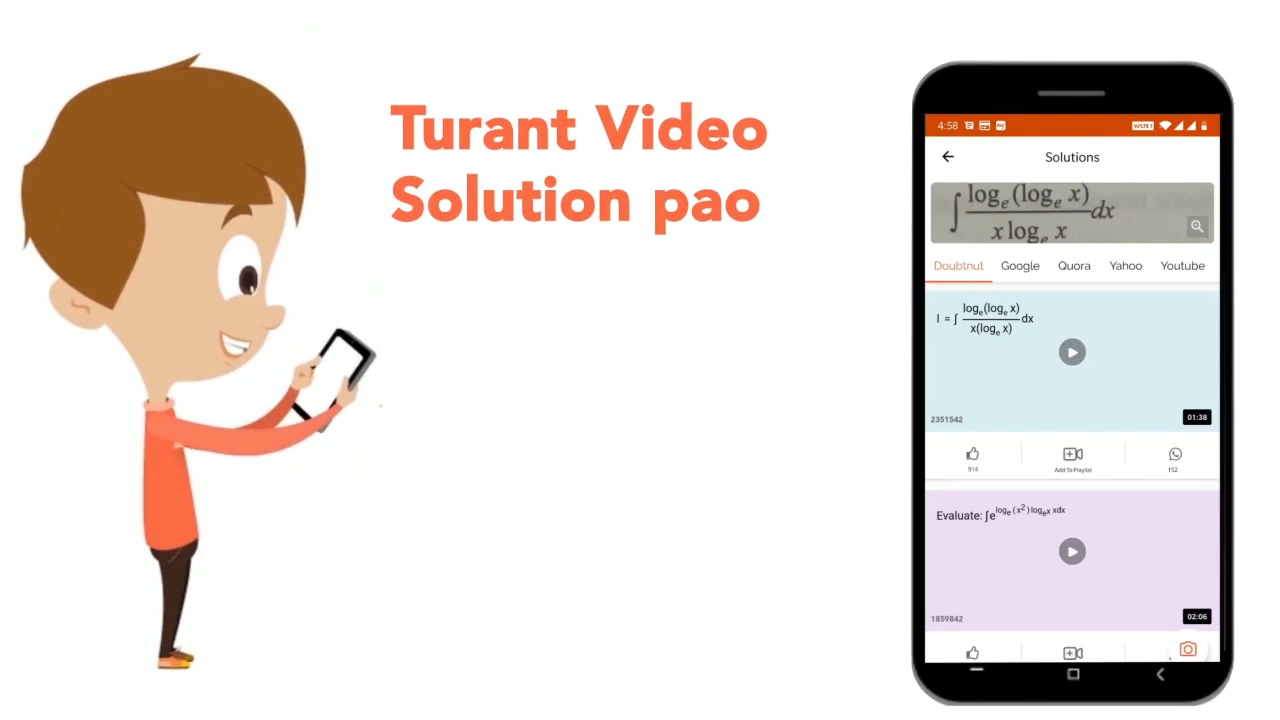 Turant Video
Solution pao
4:58
VoLTE1
Solutions
∫ logₑ(logₑ x) / x logₑ x dx
Doubtnut Google Quora Yahoo Youtube
I = ∫ logₑ(logₑ x) / x(logₑ x) dx
2351542 01:38
914 Add To Playlist 152
Evaluate: ∫e^logₑ(x²)logₑx xdx
1859842 02:06